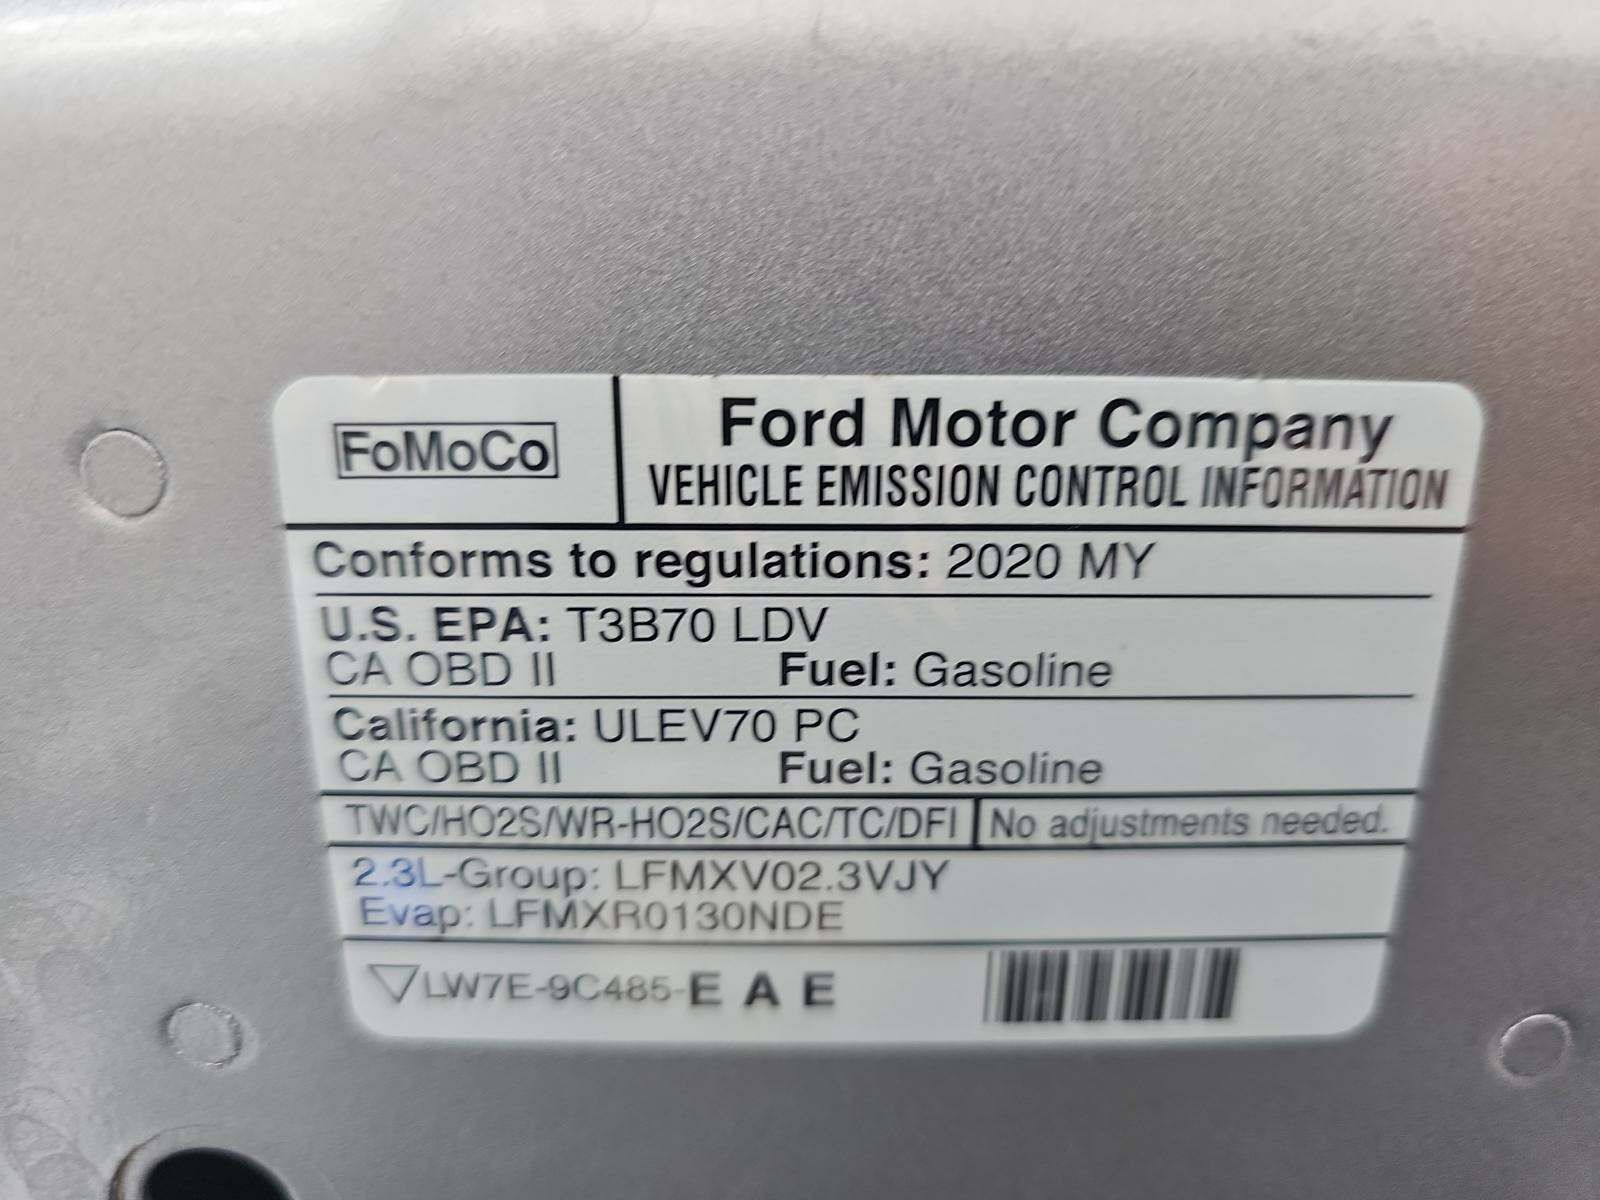 FoMoCo
Ford Motor Company
VEHICLE EMISSION CONTROL INFORMATION
Conforms to regulations: 2020 MY
U.S. EPA: T3B70 LDV
CA OBD II Fuel: Gasoline
California: ULEV70 PC
CA OBD II Fuel: Gasoline
TWC/HO2S/WR-HO2S/CAC/TC/DFI No adjustments needed.
2.3L-Group: LFMXV02.3VJY
Evap: LFMXR0130NDE
LW7E-9C485-E A E